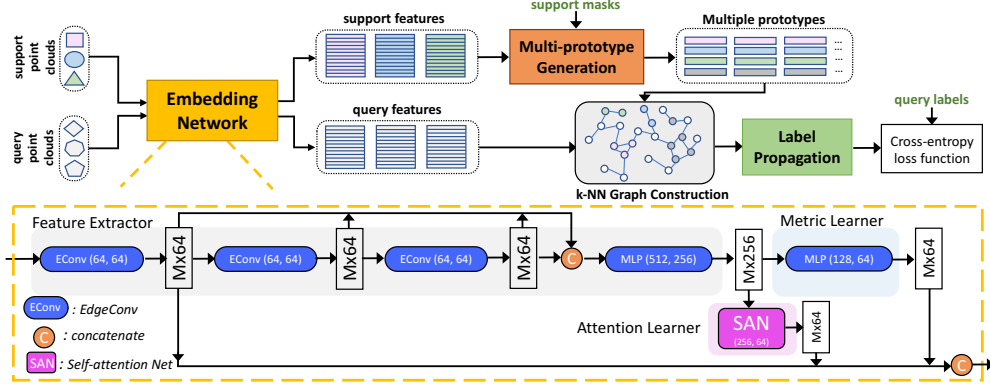 support masks
support features
Multiple prototypes
support
point
clouds
Multi-prototype
Generation
...
...
...
...
Embedding
Network
query features
query labels
query
point
clouds
Label
Propagation
Cross-entropy
loss function
k-NN Graph Construction
Feature Extractor
Metric Learner
EConv (64, 64)
Mx64
EConv (64, 64)
Mx64
EConv (64, 64)
Mx64
C
MLP (512, 256)
Mx256
MLP (128, 64)
Mx64
EConv : EdgeConv
C : concatenate
SAN : Self-attention Net
Attention Learner
SAN
(256, 64)
Mx64
C